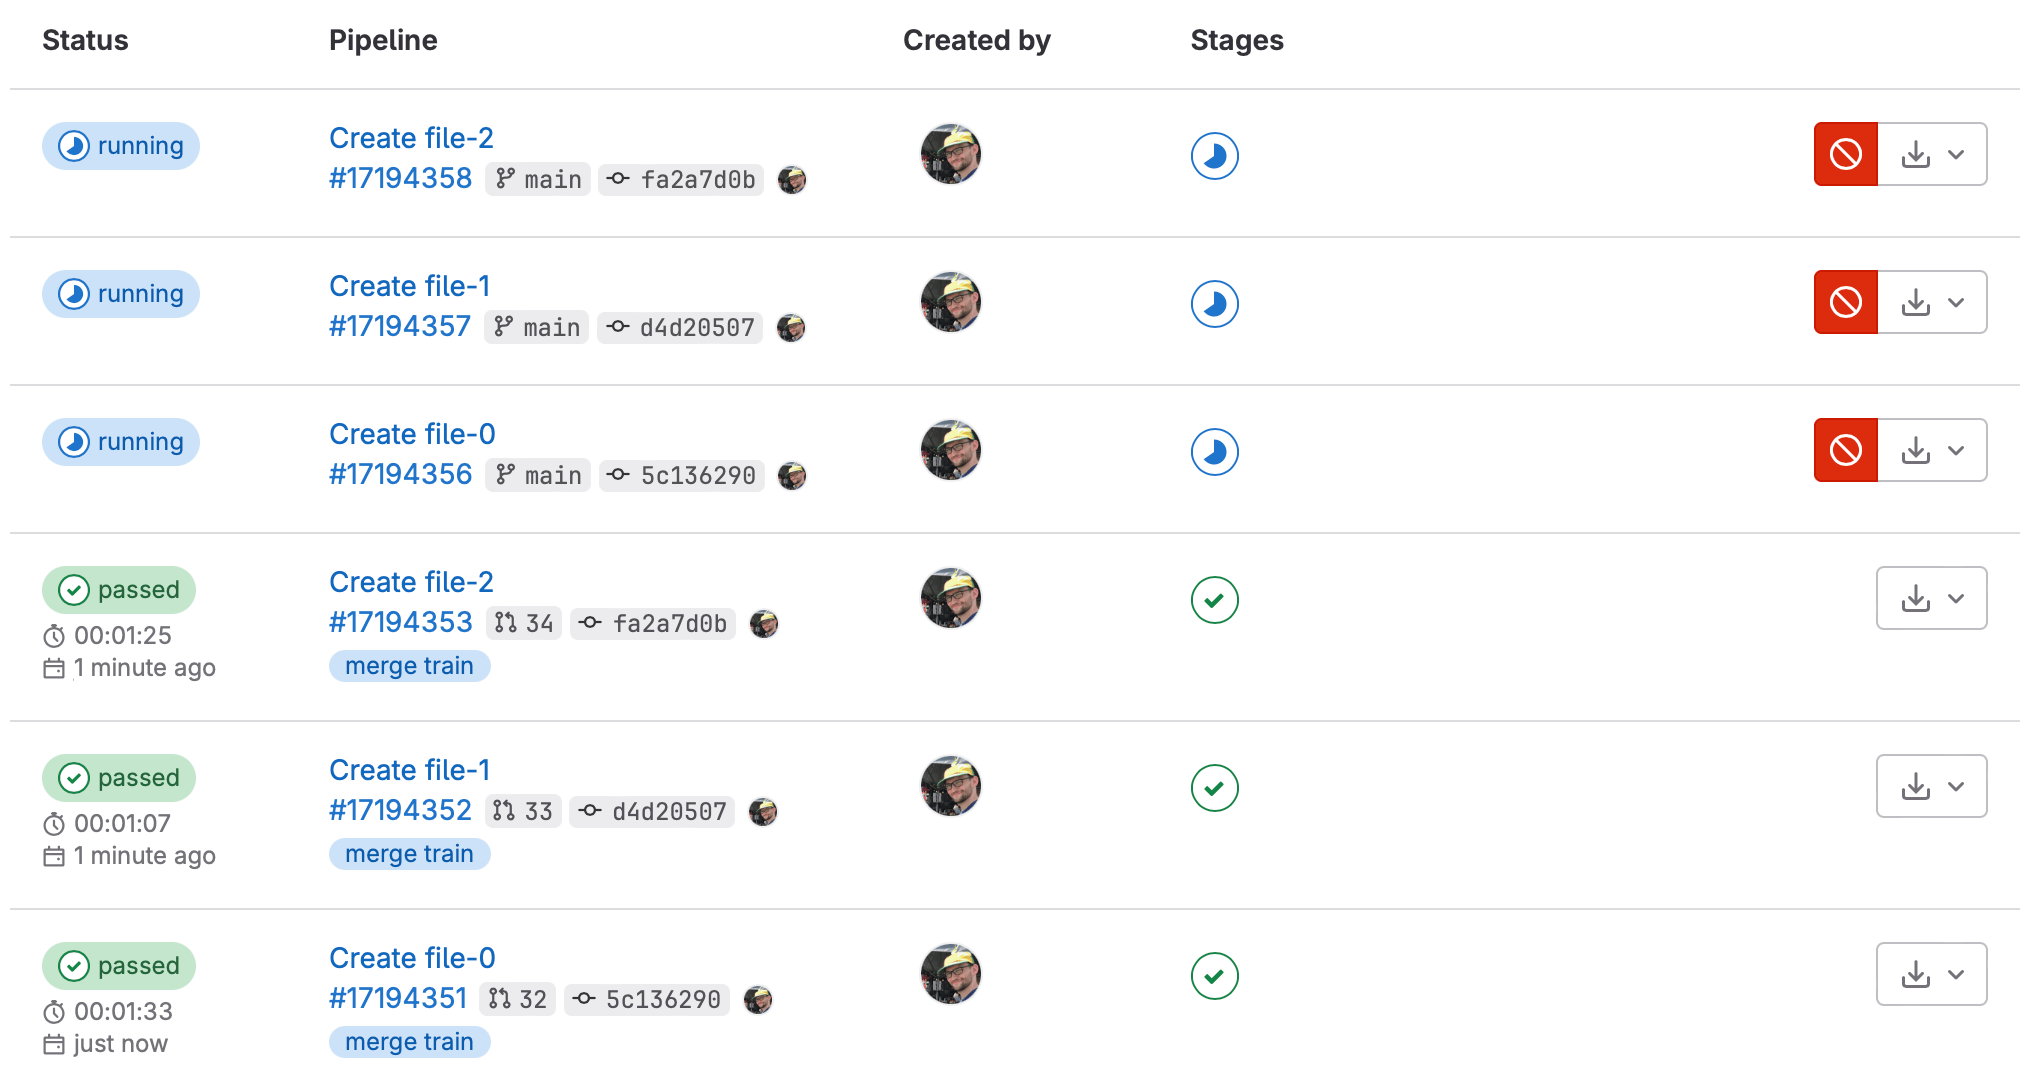 Status Pipeline Created by Stages
running Create file-2
#17194358 main fa2a7d0b
running Create file-1
#17194357 main d4d20507
running Create file-0
#17194356 main 5c136290
passed Create file-2
00:01:25 #17194353 34 fa2a7d0b
1 minute ago merge train
passed Create file-1
00:01:07 #17194352 33 d4d20507
1 minute ago merge train
passed Create file-0
00:01:33 #17194351 32 5c136290
just now merge train